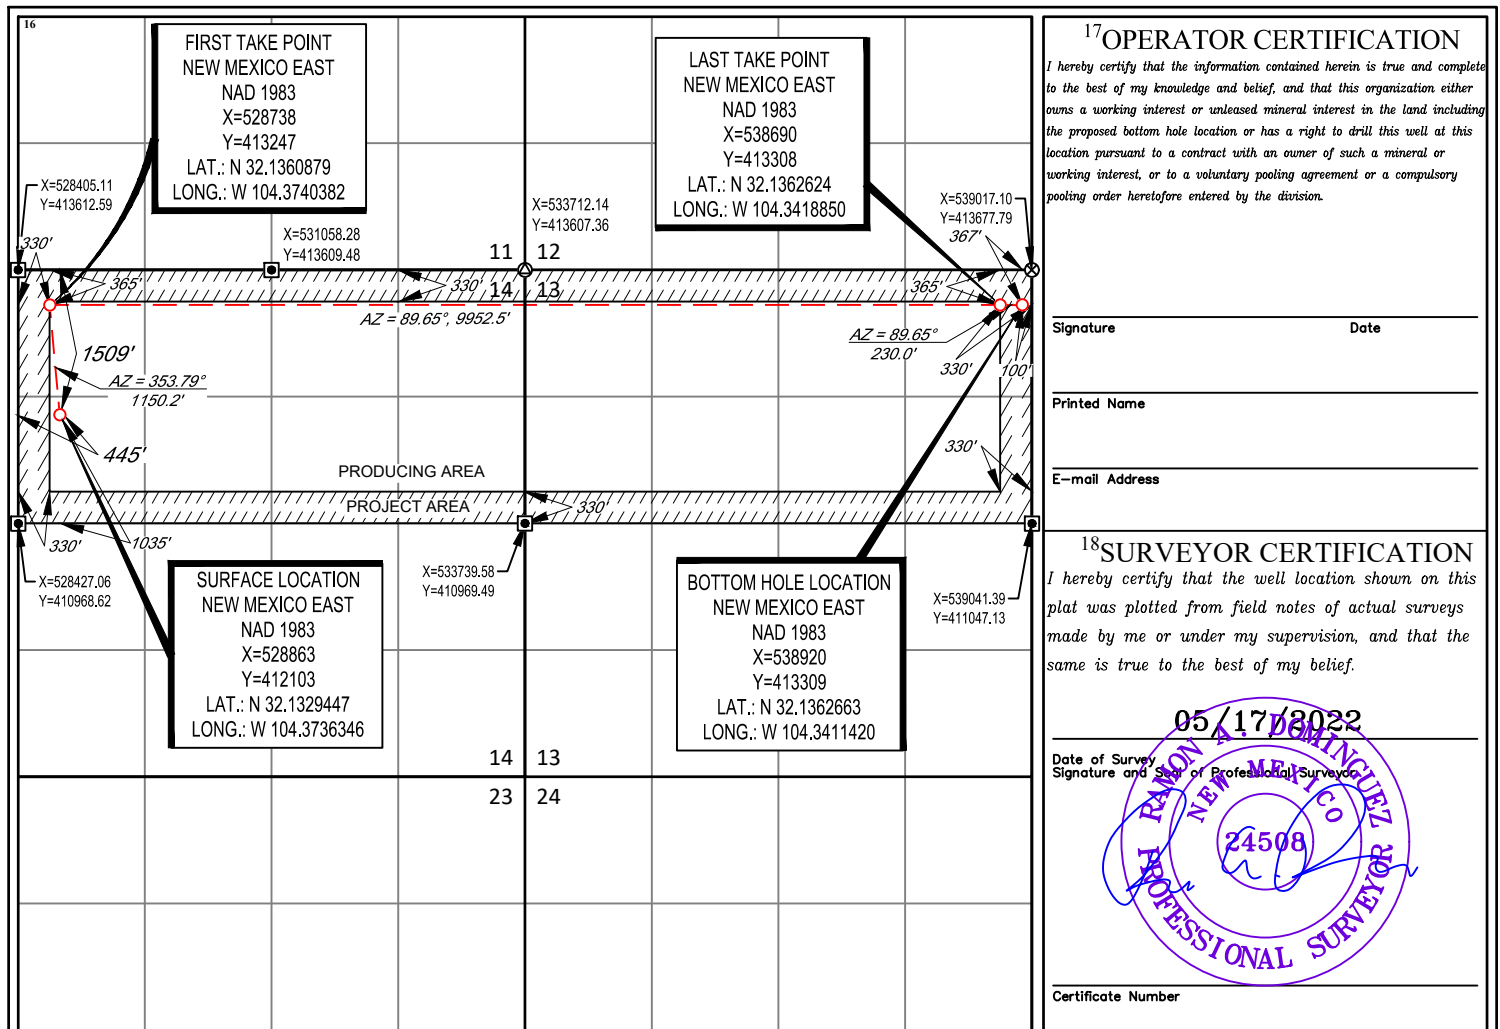 16
FIRST TAKE POINT
NEW MEXICO EAST
NAD 1983
X=528738
Y=413247
LAT.: N 32.1360879
LONG.: W 104.3740382
LAST TAKE POINT
NEW MEXICO EAST
NAD 1983
X=538690
Y=413308
LAT.: N 32.1362624
LONG.: W 104.3418850
X=528405.11
Y=413612.59
X=531058.28
Y=413609.48
X=533712.14
Y=413607.36
X=539017.10
Y=413677.79
330'
367'
11 12
14 13
365'
330'
365'
AZ = 89.65°, 9952.5'
AZ = 89.65°
230.0'
330'
100'
1509'
AZ = 353.79°
1150.2'
445'
330'
PRODUCING AREA
PROJECT AREA
330'
330'
1035'
X=528427.06
Y=410968.62
X=533739.58
Y=410969.49
X=539041.39
Y=411047.13
SURFACE LOCATION
NEW MEXICO EAST
NAD 1983
X=528863
Y=412103
LAT.: N 32.1329447
LONG.: W 104.3736346
BOTTOM HOLE LOCATION
NEW MEXICO EAST
NAD 1983
X=538920
Y=413309
LAT.: N 32.1362663
LONG.: W 104.3411420
14 13
23 24
17 OPERATOR CERTIFICATION
I hereby certify that the information contained herein is true and complete
to the best of my knowledge and belief, and that this organization either
owns a working interest or unleased mineral interest in the land including
the proposed bottom hole location or has a right to drill this well at this
location pursuant to a contract with an owner of such a mineral or
working interest, or to a voluntary pooling agreement or a compulsory
pooling order heretofore entered by the division.
Signature Date
Printed Name
E-mail Address
18 SURVEYOR CERTIFICATION
I hereby certify that the well location shown on this
plat was plotted from field notes of actual surveys
made by me or under my supervision, and that the
same is true to the best of my belief.
05/17/2022
Date of Survey
Signature and Seal of Professional Surveyor
RAMON A. DOMINGUEZ
NEW MEXICO
24508
PROFESSIONAL SURVEYOR
Certificate Number